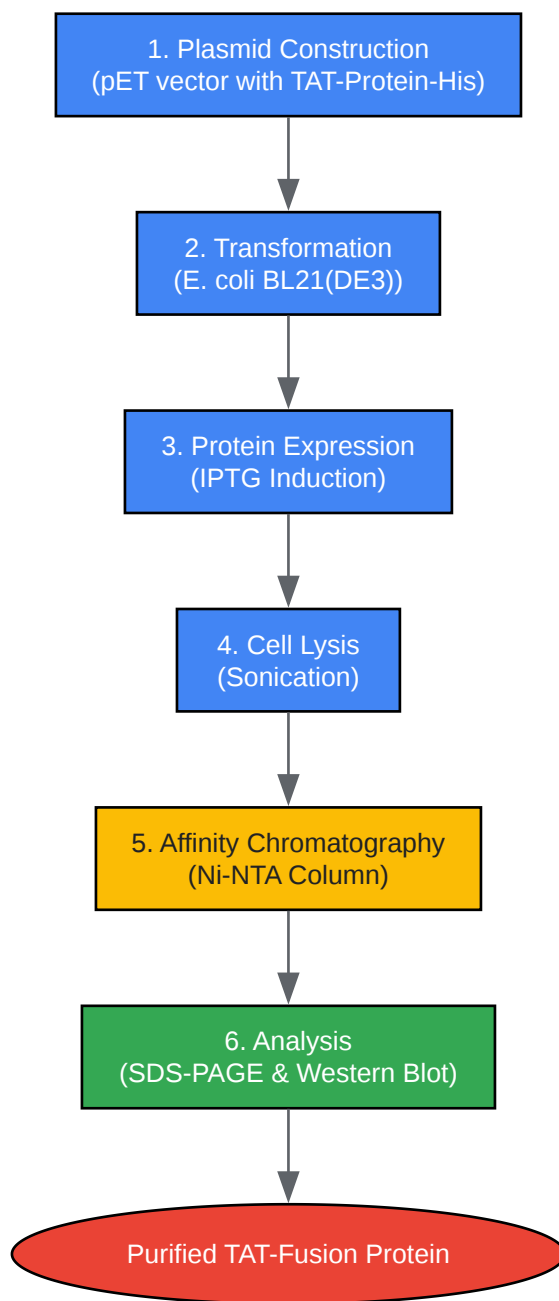 1. Plasmid Construction
(pET vector with TAT-Protein-His)
2. Transformation
(E. coli BL21(DE3))
3. Protein Expression
(IPTG Induction)
4. Cell Lysis
(Sonication)
5. Affinity Chromatography
(Ni-NTA Column)
6. Analysis
(SDS-PAGE & Western Blot)
Purified TAT-Fusion Protein